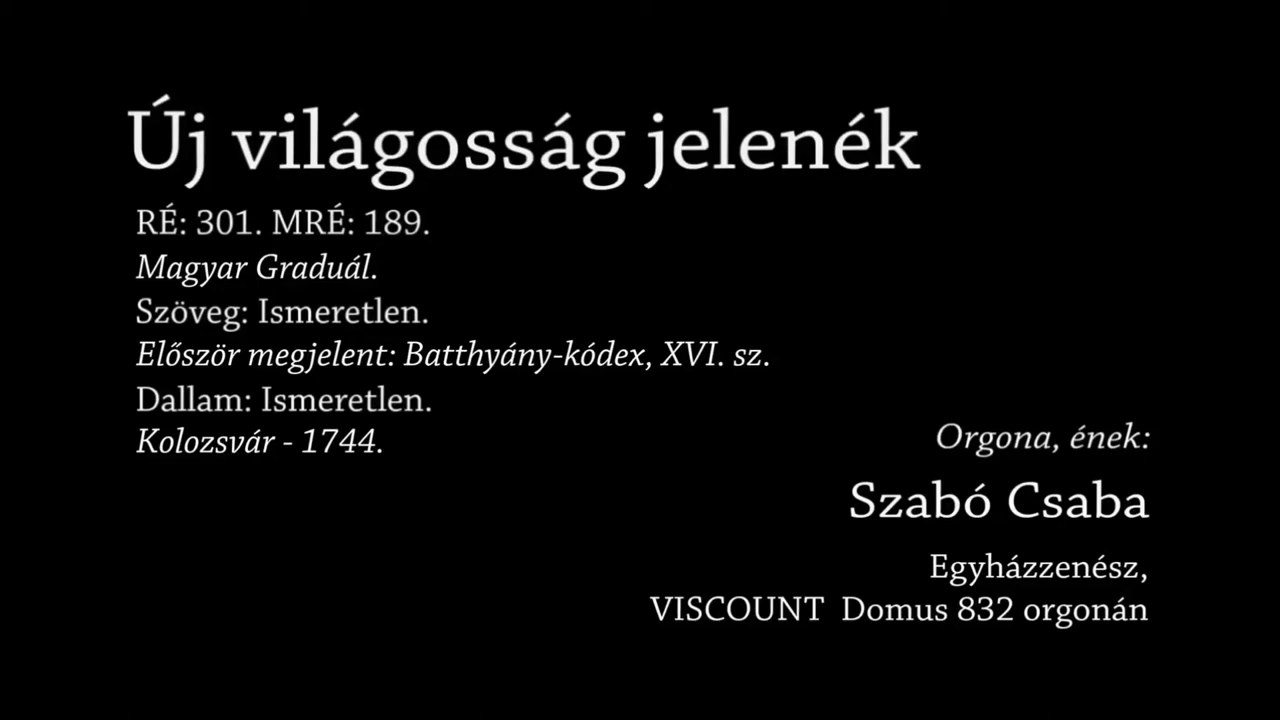 Új világosság jelenék
RÉ: 301. MRÉ: 189.
Magyar Graduál.
Szöveg: Ismeretlen.
Először megjelent: Batthyány-kódex, XVI. sz.
Dallam: Ismeretlen.
Kolozsvár - 1744.
Orgona, ének:
Szabó Csaba
Egyházzenész,
VISCOUNT Domus 832 orgonán